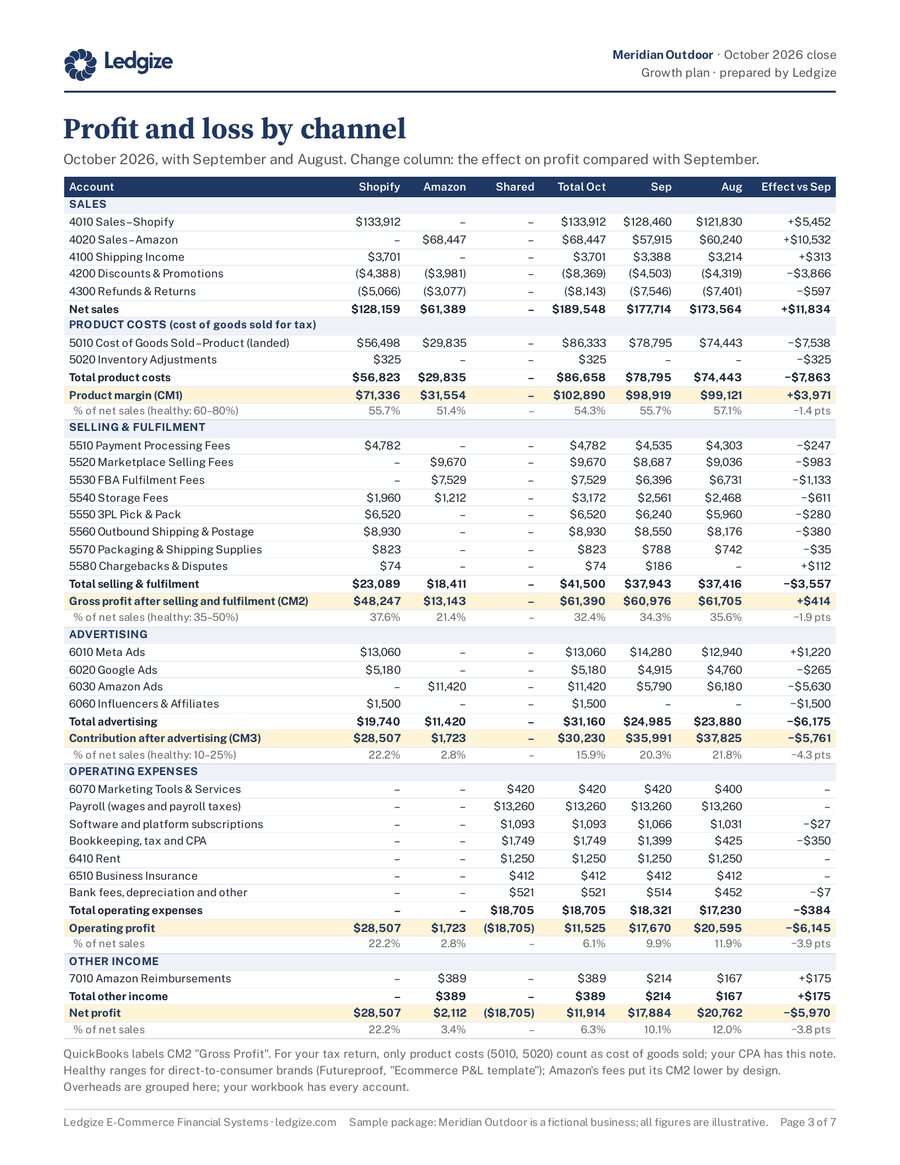 Ledgize
Meridian Outdoor · October 2026 close
Growth plan · prepared by Ledgize
Profit and loss by channel
October 2026, with September and August. Change column: the effect on profit compared with September.
Account Shopify Amazon Shared Total Oct Sep Aug Effect vs Sep
SALES
4010 Sales–Shopify $133,912 – – $133,912 $128,460 $121,830 +$5,452
4020 Sales–Amazon – $68,447 – $68,447 $57,915 $60,240 +$10,532
4100 Shipping Income $3,701 – – $3,701 $3,388 $3,214 +$313
4200 Discounts & Promotions ($4,388) ($3,981) – ($8,369) ($4,503) ($4,319) −$3,866
4300 Refunds & Returns ($5,066) ($3,077) – ($8,143) ($7,546) ($7,401) −$597
Net sales $128,159 $61,389 – $189,548 $177,714 $173,564 +$11,834
PRODUCT COSTS (cost of goods sold for tax)
5010 Cost of Goods Sold–Product (landed) $56,498 $29,835 – $86,333 $78,795 $74,443 −$7,538
5020 Inventory Adjustments $325 – – $325 – – −$325
Total product costs $56,823 $29,835 – $86,658 $78,795 $74,443 −$7,863
Product margin (CM1) $71,336 $31,554 – $102,890 $98,919 $99,121 +$3,971
% of net sales (healthy: 60–80%) 55.7% 51.4% – 54.3% 55.7% 57.1% −1.4 pts
SELLING & FULFILMENT
5510 Payment Processing Fees $4,782 – – $4,782 $4,535 $4,303 −$247
5520 Marketplace Selling Fees – $9,670 – $9,670 $8,687 $9,036 −$983
5530 FBA Fulfilment Fees – $7,529 – $7,529 $6,396 $6,731 −$1,133
5540 Storage Fees $1,960 $1,212 – $3,172 $2,561 $2,468 −$611
5550 3PL Pick & Pack $6,520 – – $6,520 $6,240 $5,960 −$280
5560 Outbound Shipping & Postage $8,930 – – $8,930 $8,550 $8,176 −$380
5570 Packaging & Shipping Supplies $823 – – $823 $788 $742 −$35
5580 Chargebacks & Disputes $74 – – $74 $186 – +$112
Total selling & fulfilment $23,089 $18,411 – $41,500 $37,943 $37,416 −$3,557
Gross profit after selling and fulfilment (CM2) $48,247 $13,143 – $61,390 $60,976 $61,705 +$414
% of net sales (healthy: 35–50%) 37.6% 21.4% – 32.4% 34.3% 35.6% −1.9 pts
ADVERTISING
6010 Meta Ads $13,060 – – $13,060 $14,280 $12,940 +$1,220
6020 Google Ads $5,180 – – $5,180 $4,915 $4,760 −$265
6030 Amazon Ads – $11,420 – $11,420 $5,790 $6,180 −$5,630
6060 Influencers & Affiliates $1,500 – – $1,500 – – −$1,500
Total advertising $19,740 $11,420 – $31,160 $24,985 $23,880 −$6,175
Contribution after advertising (CM3) $28,507 $1,723 – $30,230 $35,991 $37,825 −$5,761
% of net sales (healthy: 10–25%) 22.2% 2.8% – 15.9% 20.3% 21.8% −4.3 pts
OPERATING EXPENSES
6070 Marketing Tools & Services – – $420 $420 $420 $400 –
Payroll (wages and payroll taxes) – – $13,260 $13,260 $13,260 $13,260 –
Software and platform subscriptions – – $1,093 $1,093 $1,066 $1,031 −$27
Bookkeeping, tax and CPA – – $1,749 $1,749 $1,399 $425 −$350
6410 Rent – – $1,250 $1,250 $1,250 $1,250 –
6510 Business Insurance – – $412 $412 $412 $412 –
Bank fees, depreciation and other – – $521 $521 $514 $452 −$7
Total operating expenses – – $18,705 $18,705 $18,321 $17,230 −$384
Operating profit $28,507 $1,723 ($18,705) $11,525 $17,670 $20,595 −$6,145
% of net sales 22.2% 2.8% – 6.1% 9.9% 11.9% −3.9 pts
OTHER INCOME
7010 Amazon Reimbursements – $389 – $389 $214 $167 +$175
Total other income – $389 – $389 $214 $167 +$175
Net profit $28,507 $2,112 ($18,705) $11,914 $17,884 $20,762 −$5,970
% of net sales 22.2% 3.4% – 6.3% 10.1% 12.0% −3.8 pts
QuickBooks labels CM2 "Gross Profit". For your tax return, only product costs (5010, 5020) count as cost of goods sold; your CPA has this note.
Healthy ranges for direct-to-consumer brands (Futureproof, "Ecommerce P&L template"); Amazon's fees put its CM2 lower by design.
Overheads are grouped here; your workbook has every account.
Ledgize E-Commerce Financial Systems · ledgize.com Sample package: Meridian Outdoor is a fictional business; all figures are illustrative. Page 3 of 7